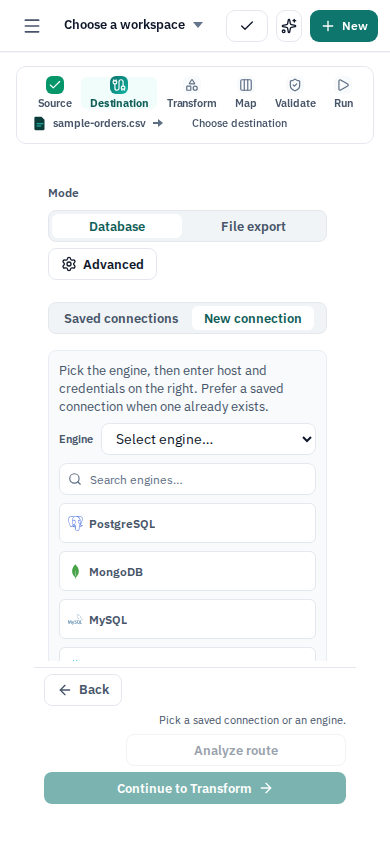 Choose a workspace
New
Source
Destination
Transform
Map
Validate
Run
sample-orders.csv
Choose destination
Mode
Database
File export
Advanced
Saved connections
New connection
Pick the engine, then enter host and
credentials on the right. Prefer a saved
connection when one already exists.
Engine
Select engine...
Search engines...
PostgreSQL
MongoDB
MySQL
Back
Pick a saved connection or an engine.
Analyze route
Continue to Transform